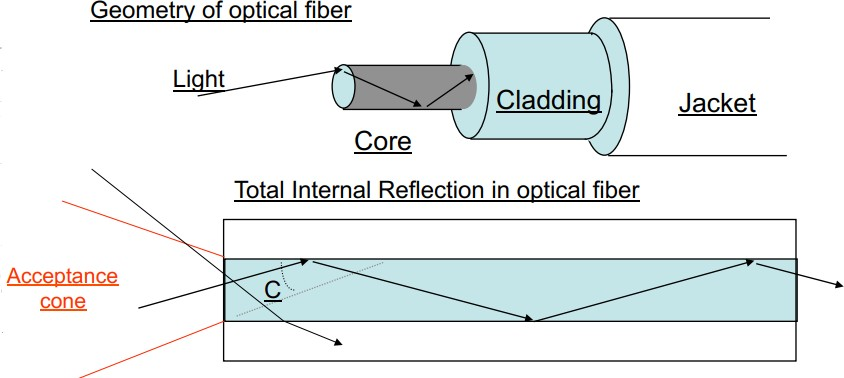 Geometry of optical fiber
Light
Cladding
Jacket
Core
Total Internal Reflection in optical fiber
Acceptance
cone
C